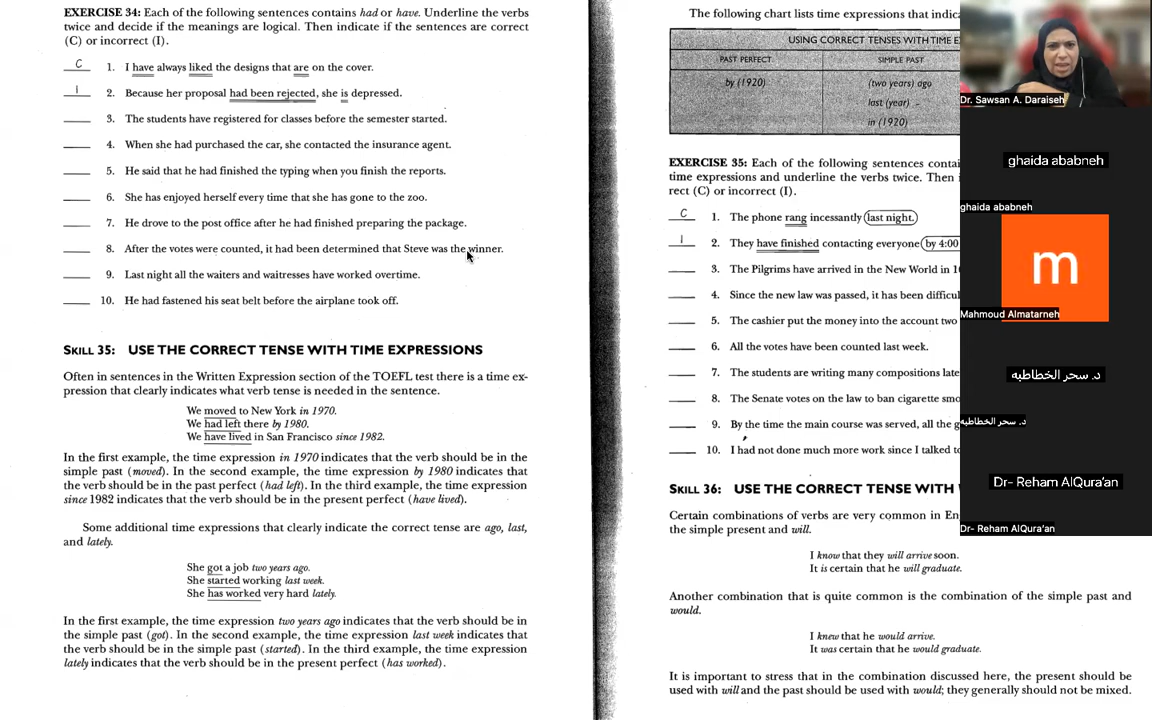 EXERCISE 34: Each of the following sentences contains had or have. Underline the verbs
twice and decide if the meanings are logical. Then indicate if the sentences are correct
(C) or incorrect (I).
C 1. I have always liked the designs that are on the cover.
I 2. Because her proposal had been rejected, she is depressed.
3. The students have registered for classes before the semester started.
4. When she had purchased the car, she contacted the insurance agent.
5. He said that he had finished the typing when you finish the reports.
6. She has enjoyed herself every time that she has gone to the zoo.
7. He drove to the post office after he had finished preparing the package.
8. After the votes were counted, it had been determined that Steve was the winner.
9. Last night all the waiters and waitresses have worked overtime.
10. He had fastened his seat belt before the airplane took off.
SKILL 35: USE THE CORRECT TENSE WITH TIME EXPRESSIONS
Often in sentences in the Written Expression section of the TOEFL test there is a time ex-
pression that clearly indicates what verb tense is needed in the sentence.
We moved to New York in 1970.
We had left there by 1980.
We have lived in San Francisco since 1982.
In the first example, the time expression in 1970 indicates that the verb should be in the
simple past (moved). In the second example, the time expression by 1980 indicates that
the verb should be in the past perfect (had left). In the third example, the time expression
since 1982 indicates that the verb should be in the present perfect (have lived).
Some additional time expressions that clearly indicate the correct tense are ago, last,
and lately.
She got a job two years ago.
She started working last week.
She has worked very hard lately.
In the first example, the time expression two years ago indicates that the verb should be in
the simple past (got). In the second example, the time expression last week indicates that
the verb should be in the simple past (started). In the third example, the time expression
lately indicates that the verb should be in the present perfect (has worked).
The following chart lists time expressions that indica
USING CORRECT TENSES WITH TIME E
PAST PERFECT SIMPLE PAST
by (1920) (two years) ago
last (year)
in (1920)
EXERCISE 35: Each of the following sentences contai
time expressions and underline the verbs twice. Then
rect (C) or incorrect (I).
C 1. The phone rang incessantly last night.
I 2. They have finished contacting everyone by 4:00
3. The Pilgrims have arrived in the New World in 1
4. Since the new law was passed, it has been difficul
5. The cashier put the money into the account two
6. All the votes have been counted last week.
7. The students are writing many compositions late
8. The Senate votes on the law to ban cigarette smo
9. By the time the main course was served, all the g
10. I had not done much more work since I talked to
SKILL 36: USE THE CORRECT TENSE WITH
Certain combinations of verbs are very common in En
the simple present and will.
I know that they will arrive soon.
It is certain that he will graduate.
Another combination that is quite common is the combination of the simple past and
would.
I knew that he would arrive.
It was certain that he would graduate.
It is important to stress that in the combination discussed here, the present should be
used with will and the past should be used with would; they generally should not be mixed.
Dr. Sawsan A. Daraiseh
ghaida ababneh
ghaida ababneh
m
Mahmoud Almatarneh
د. سحر الخطاطبه
د. سحر الخطاطبه
Dr- Reham AlQura'an
Dr- Reham AlQura'an